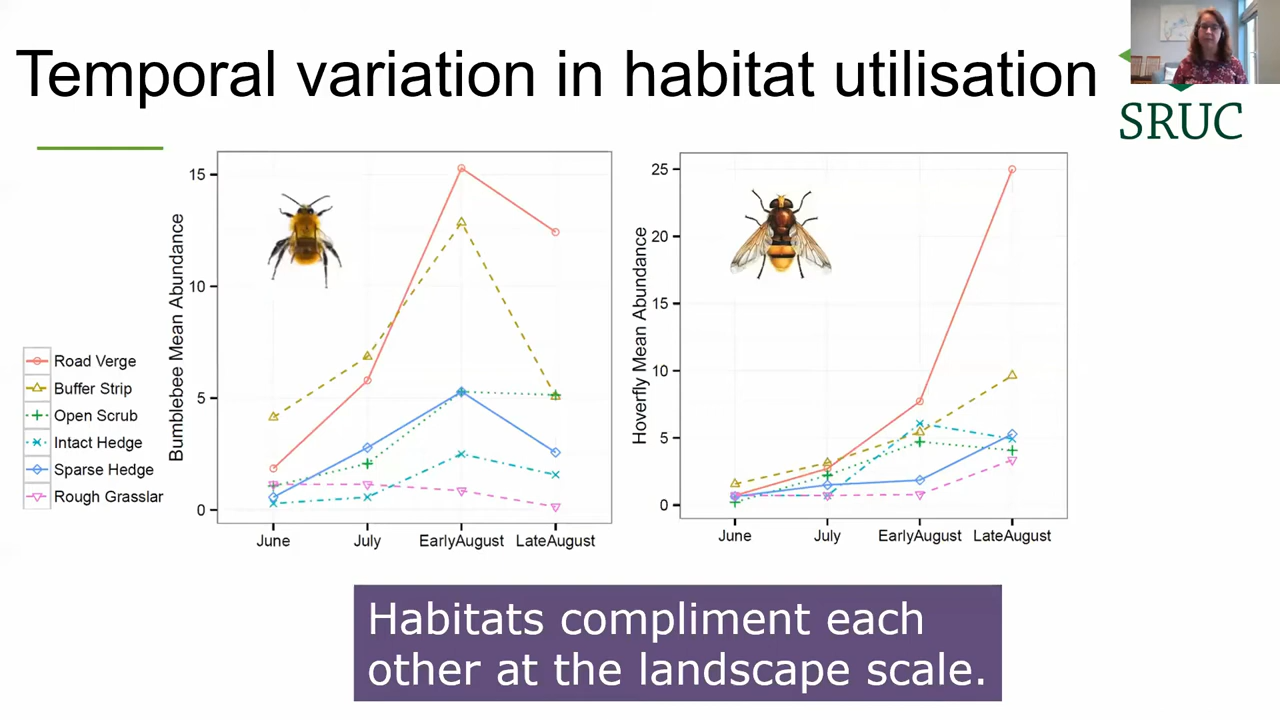 Temporal variation in habitat utilisation
SRUC
Road Verge
Buffer Strip
Open Scrub
Intact Hedge
Sparse Hedge
Rough Grasslar
Bumblebee Mean Abundance
15
10
5
0
June July EarlyAugust LateAugust
Hoverfly Mean Abundance
25
20
15
10
5
0
June July EarlyAugust LateAugust
Habitats compliment each
other at the landscape scale.